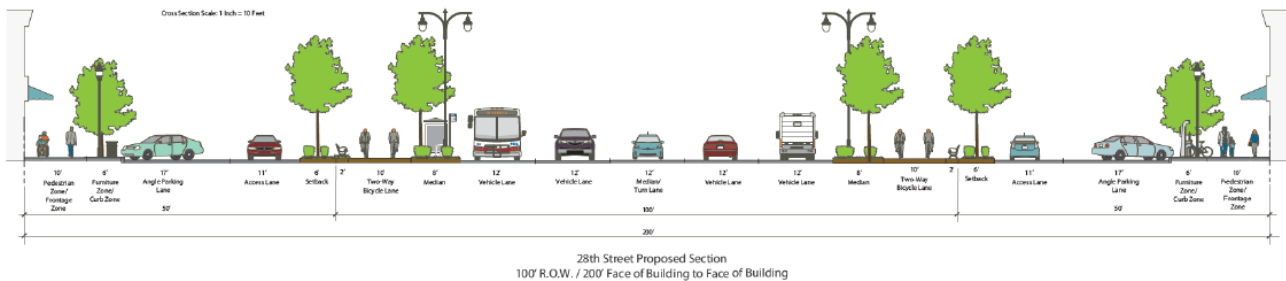 Cross Section Scale: 1 Inch = 10 Feet
10'
Pedestrian
Zone/
Frontage
Zone
6'
Furniture
Zone/
Curb Zone
17'
Angle Parking
Lane
11'
Access Lane
6'
Setback
2'
10'
Two-Way
Bicycle Lane
8'
Median
12'
Vehicle Lane
12'
Vehicle Lane
12'
Median/
Turn Lane
12'
Vehicle Lane
12'
Vehicle Lane
8'
Median
10'
Two-Way
Bicycle Lane
2'
6'
Setback
11'
Access Lane
17'
Angle Parking
Lane
6'
Furniture
Zone/
Curb Zone
10'
Pedestrian
Zone/
Frontage
Zone
50'
100'
50'
200'
28th Street Proposed Section
100' R.O.W. / 200' Face of Building to Face of Building